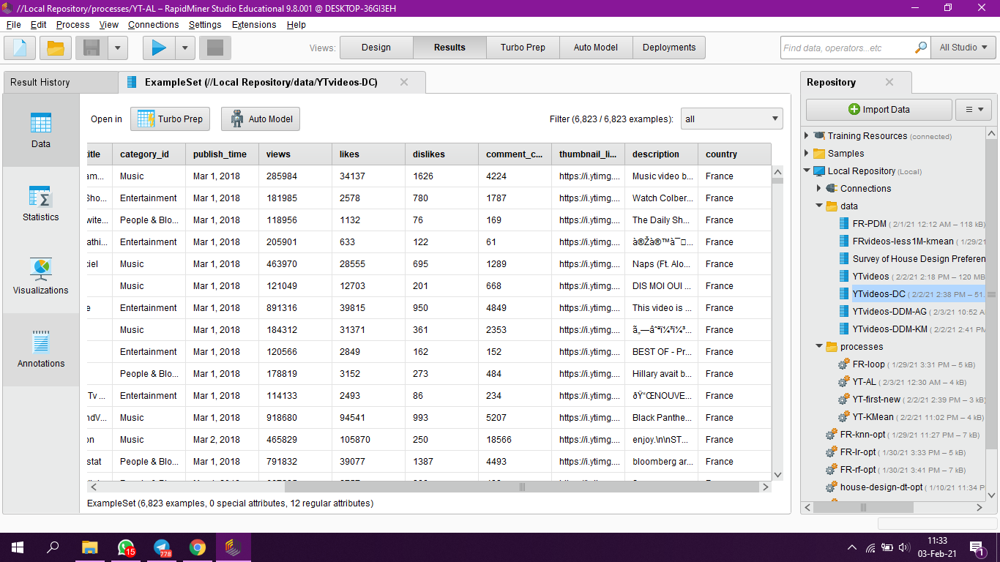 //Local Repository/processes/YT-AL – RapidMiner Studio Educational 9.8.001 @ DESKTOP-36GI3EH
File Edit Process View Connections Settings Extensions Help
Views: Design Results Turbo Prep Auto Model Deployments Find data, operators...etc All Studio
Result History ExampleSet (//Local Repository/data/YTvideos-DC)
Data
Statistics
Visualizations
Annotations
Open in Turbo Prep Auto Model Filter (6,823 / 6,823 examples): all
title category_id publish_time views likes dislikes comment_c... thumbnail_li... description country
am... Music Mar 1, 2018 285984 34137 1626 4224 https://i.ytimg.... Music video b... France
Sho... Entertainment Mar 1, 2018 181985 2578 780 1787 https://i.ytimg.... Watch Colber... France
wite... People & Blo... Mar 1, 2018 118956 1132 76 169 https://i.ytimg.... The Daily Sh... France
athi... Entertainment Mar 1, 2018 205901 633 122 61 https://i.ytimg.... France
ciel Music Mar 1, 2018 463970 28555 695 1289 https://i.ytimg.... Naps (Ft. Alo... France
Music Mar 1, 2018 121049 12703 201 668 https://i.ytimg.... DIS MOI OUI ... France
e Entertainment Mar 1, 2018 891316 39815 950 4849 https://i.ytimg.... This video is ... France
Music Mar 1, 2018 184312 31371 361 2353 https://i.ytimg.... France
Entertainment Mar 1, 2018 120566 2849 162 152 https://i.ytimg.... BEST OF - Pr... France
People & Blo... Mar 1, 2018 178819 3152 273 484 https://i.ytimg.... Hillary avait b... France
Tv ... Entertainment Mar 1, 2018 114133 2493 86 234 https://i.ytimg.... ðŸ“ŒNOUVE... France
ndV... Music Mar 1, 2018 918680 94541 993 5207 https://i.ytimg.... Black Panthe... France
on Music Mar 2, 2018 465829 105870 250 18566 https://i.ytimg.... enjoy.\n\nST... France
stat People & Blo... Mar 1, 2018 791832 39077 1387 4493 https://i.ytimg.... bloomberg ar... France
ExampleSet (6,823 examples, 0 special attributes, 12 regular attributes)
Repository
Import Data
Training Resources (connected)
Samples
Local Repository (Local)
Connections
data
FR-PDM ( 2/1/21 12:12 AM – 118 kB)
FRvideos-less1M-kmean ( 1/29/21
Survey of House Design Preferen
YTvideos ( 2/2/21 2:18 PM – 120 MB
YTvideos-DC ( 2/2/21 2:38 PM – 51.
YTvideos-DDM-AG ( 2/3/21 10:52 A
YTvideos-DDM-KM ( 2/2/21 2:41 P
processes
FR-loop ( 1/29/21 3:31 PM – 5 kB)
YT-AL ( 2/3/21 12:30 AM – 4 kB)
YT-first-new ( 2/2/21 2:39 PM – 3 kB)
YT-KMean ( 2/2/21 11:02 PM – 4 kB)
FR-knn-opt ( 1/29/21 11:27 PM – 7 kB)
FR-lr-opt ( 1/30/21 3:33 PM – 5 kB)
FR-rf-opt ( 1/30/21 3:41 PM – 7 kB)
house-design-dt-opt ( 1/10/21 11:34 P
15 778 11:33
03-Feb-21 1